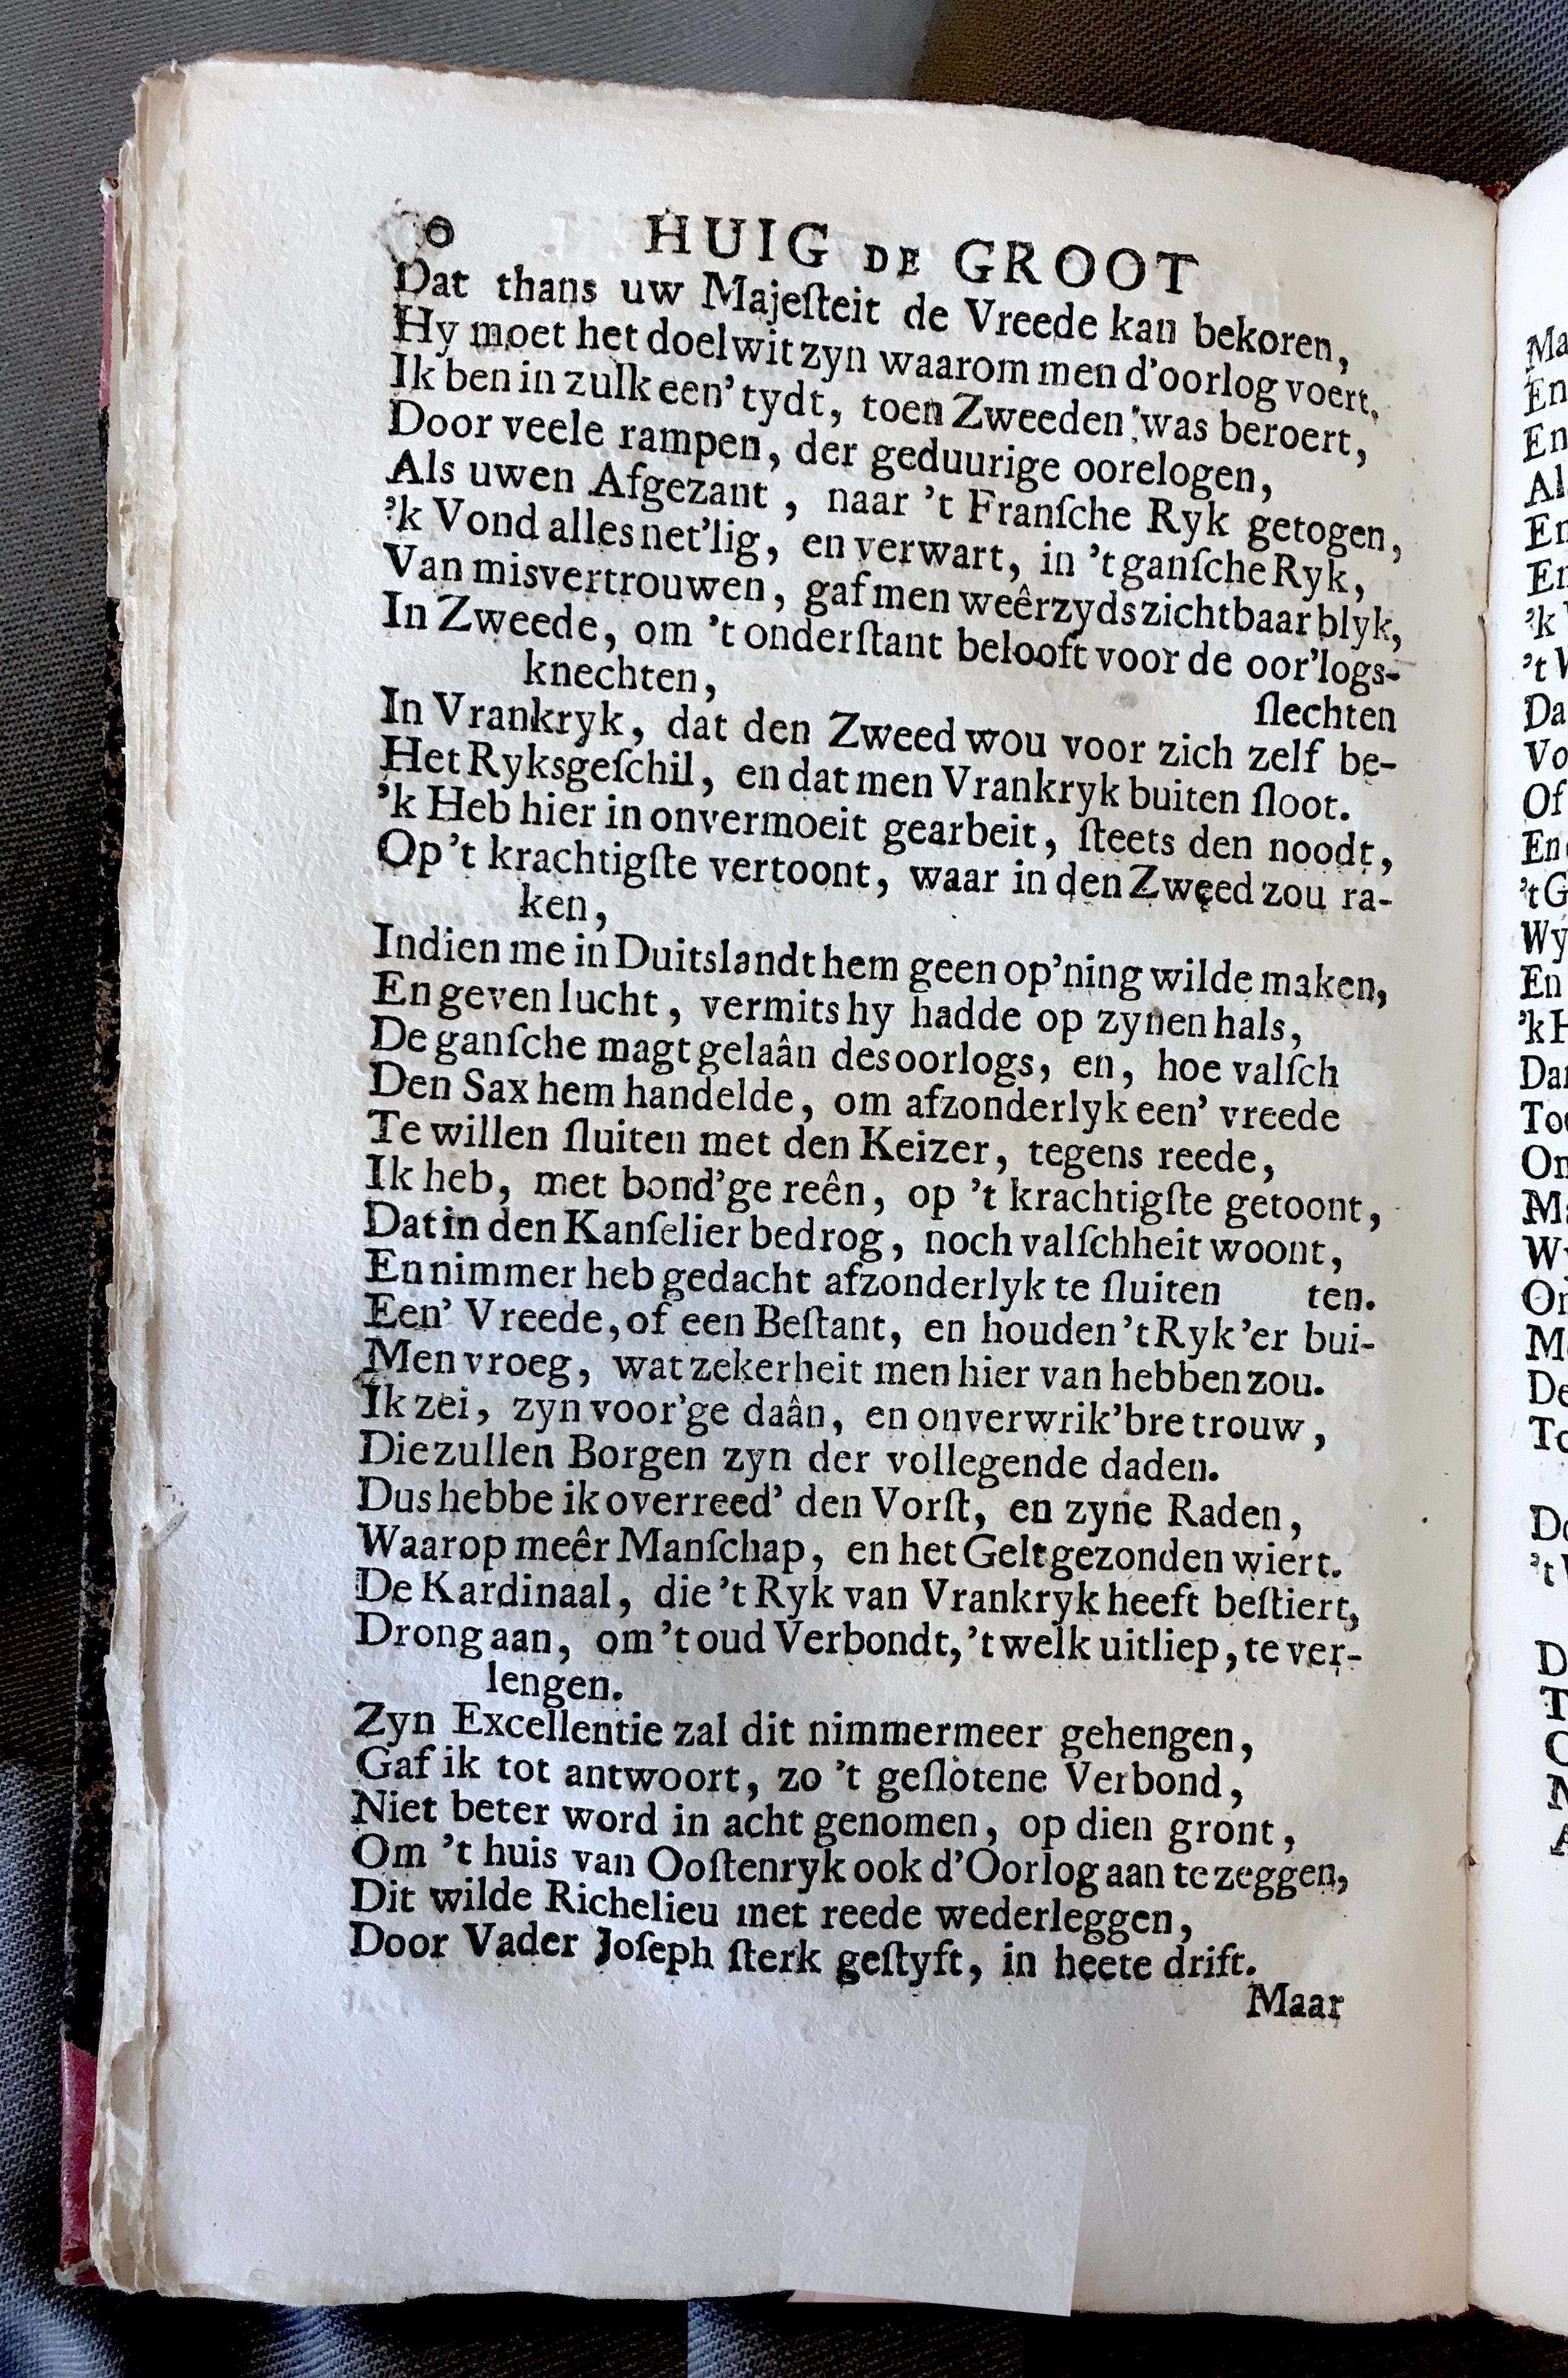 0 HUIG DE GROOT
Dat thans uw Majeſteit de Vreede kan bekoren,
Hy moet het doelwit zyn waarom men d'oorlog voert.
Ik ben in zulk een' tydt, toen Zweeden was beroert,
Door veele rampen, der geduurige oorelogen,
Als uwen Afgezant, naar 't Franſche Ryk getogen,
'k Vond alles net'lig, en verwart, in 't ganſche Ryk,
Van misvertrouwen, gaf men weêrzyds zichtbaar blyk,
In Zweede, om 't onderſtant belooft voor de oor'logs-
knechten,
ſlechten
In Vrankryk, dat den Zweed wou voor zich zelf be-
Het Ryksgeſchil, en dat men Vrankryk buiten ſloot.
'k Heb hier in onvermoeit gearbeit, ſteets den noodt,
Op 't krachtigſte vertoont, waar in den Zweed zou ra-
ken,
Indien me in Duitslandt hem geen op'ning wilde maken,
En geven lucht, vermits hy hadde op zynen hals,
De ganſche magt gelaân des oorlogs, en, hoe valſch
Den Sax hem handelde, om afzonderlyk een' vreede
Te willen ſluiten met den Keizer, tegens reede,
Ik heb, met bond'ge reên, op 't krachtigſte getoont,
Dat in den Kanſelier bedrog, noch valſchheit woont,
En nimmer heb gedacht afzonderlyk te ſluiten ten.
Een' Vreede, of een Beſtant, en houden 't Ryk 'er bui-
Men vroeg, wat zekerheit men hier van hebben zou.
Ik zei, zyn voor'ge daân, en onverwrik'bre trouw,
Die zullen Borgen zyn der vollegende daden.
Dus hebbe ik overreed' den Vorſt, en zyne Raden,
Waarop meêr Manſchap, en het Gelt gezonden wiert.
De Kardinaal, die 't Ryk van Vrankryk heeft beſtiert,
Drong aan, om 't oud Verbondt, 't welk uitliep, te ver-
lengen.
Zyn Excellentie zal dit nimmermeer gehengen,
Gaf ik tot antwoort, zo 't geſlotene Verbond,
Niet beter word in acht genomen, op dien gront,
Om 't huis van Ooſtenryk ook d'Oorlog aan te zeggen,
Dit wilde Richelieu met reede wederleggen,
Door Vader Joſeph ſterk geſtyft, in heete drift.
Maar